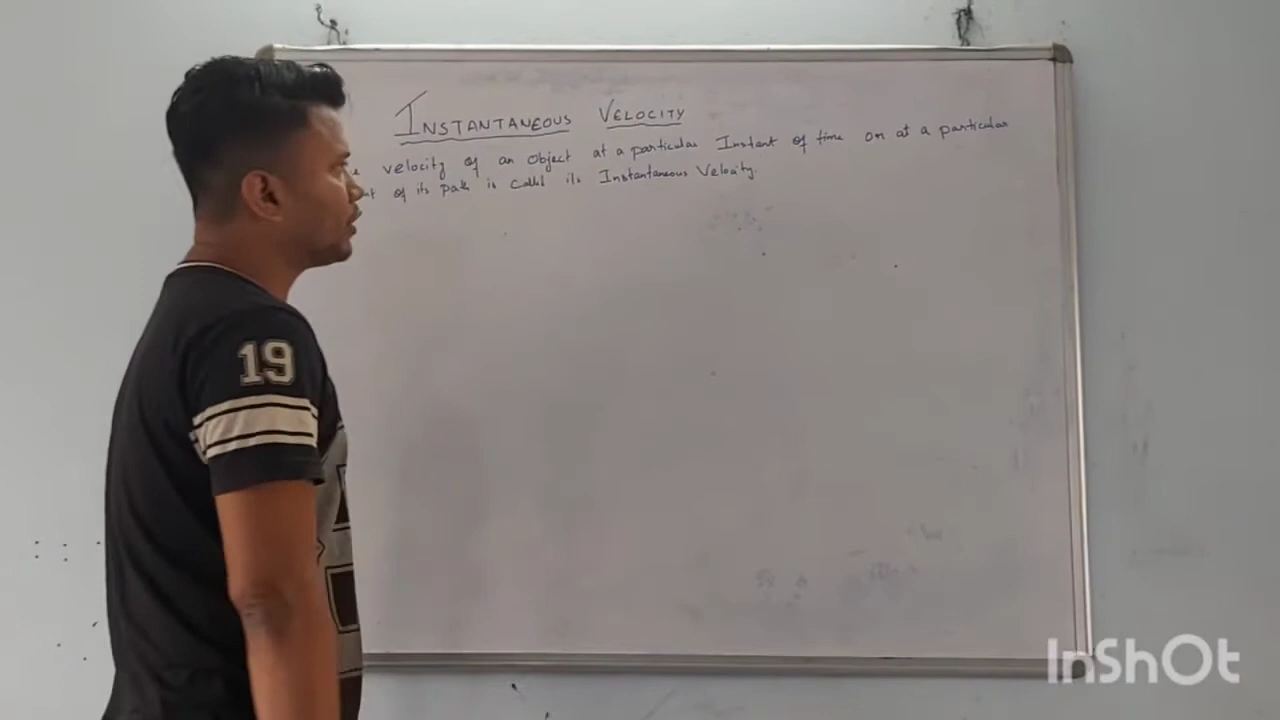 INSTANTANEOUS VELOCITY
velocity of an object at a particular Instant of time or at a particular
of its path is called its Instantaneous Velocity.
19
InShOt